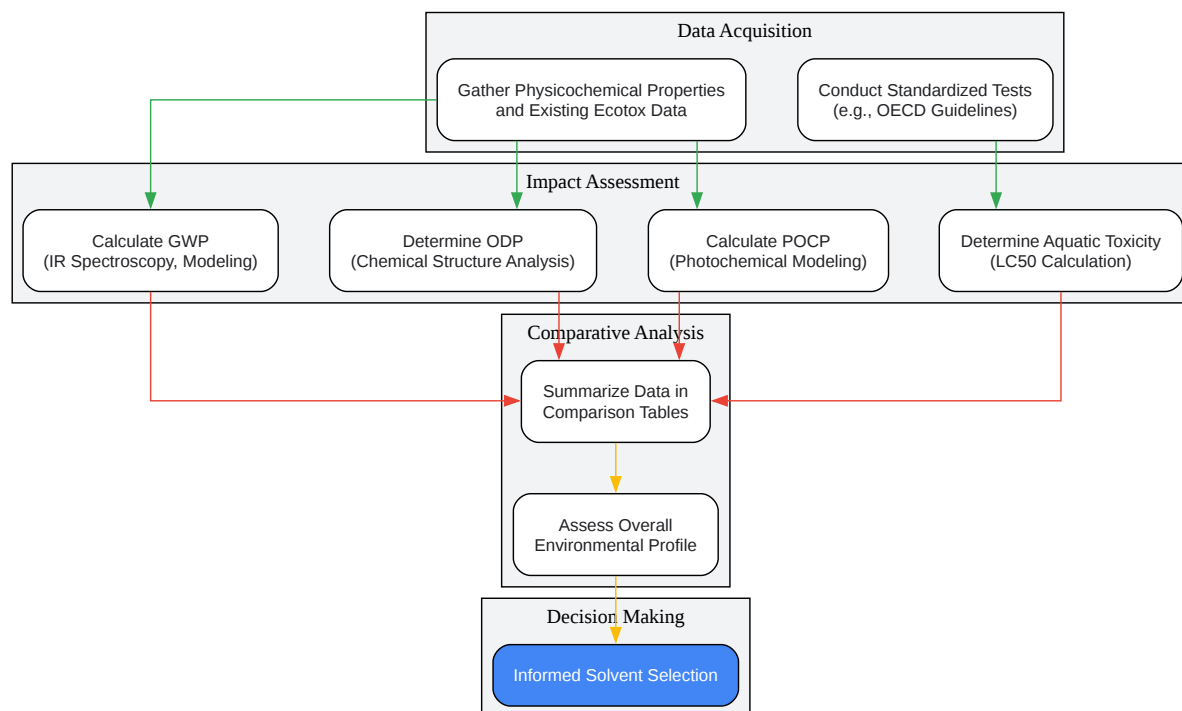 Data Acquisition
Gather Physicochemical Properties
and Existing Ecotox Data
Conduct Standardized Tests
(e.g., OECD Guidelines)
Impact Assessment
Calculate GWP
(IR Spectroscopy, Modeling)
Determine ODP
(Chemical Structure Analysis)
Calculate POCP
(Photochemical Modeling)
Determine Aquatic Toxicity
(LC50 Calculation)
Comparative Analysis
Summarize Data in
Comparison Tables
Assess Overall
Environmental Profile
Decision Making
Informed Solvent Selection